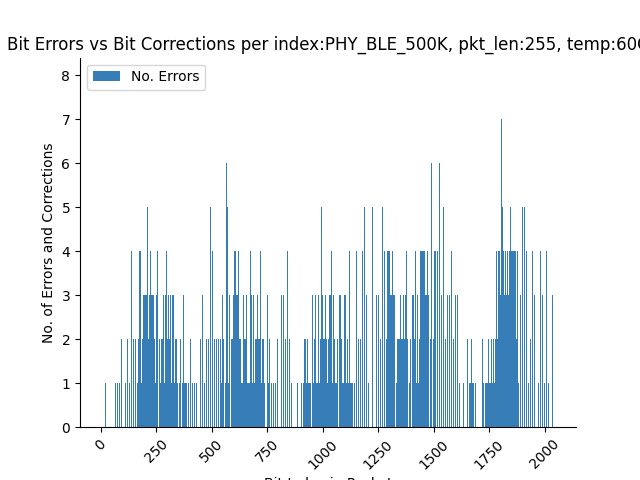 Bit Errors vs Bit Corrections per index:PHY_BLE_500K, pkt_len:255, temp:60
No. Errors
No. of Errors and Corrections
8
7
6
5
4
3
2
1
0
0 250 500 750 1000 1250 1500 1750 2000